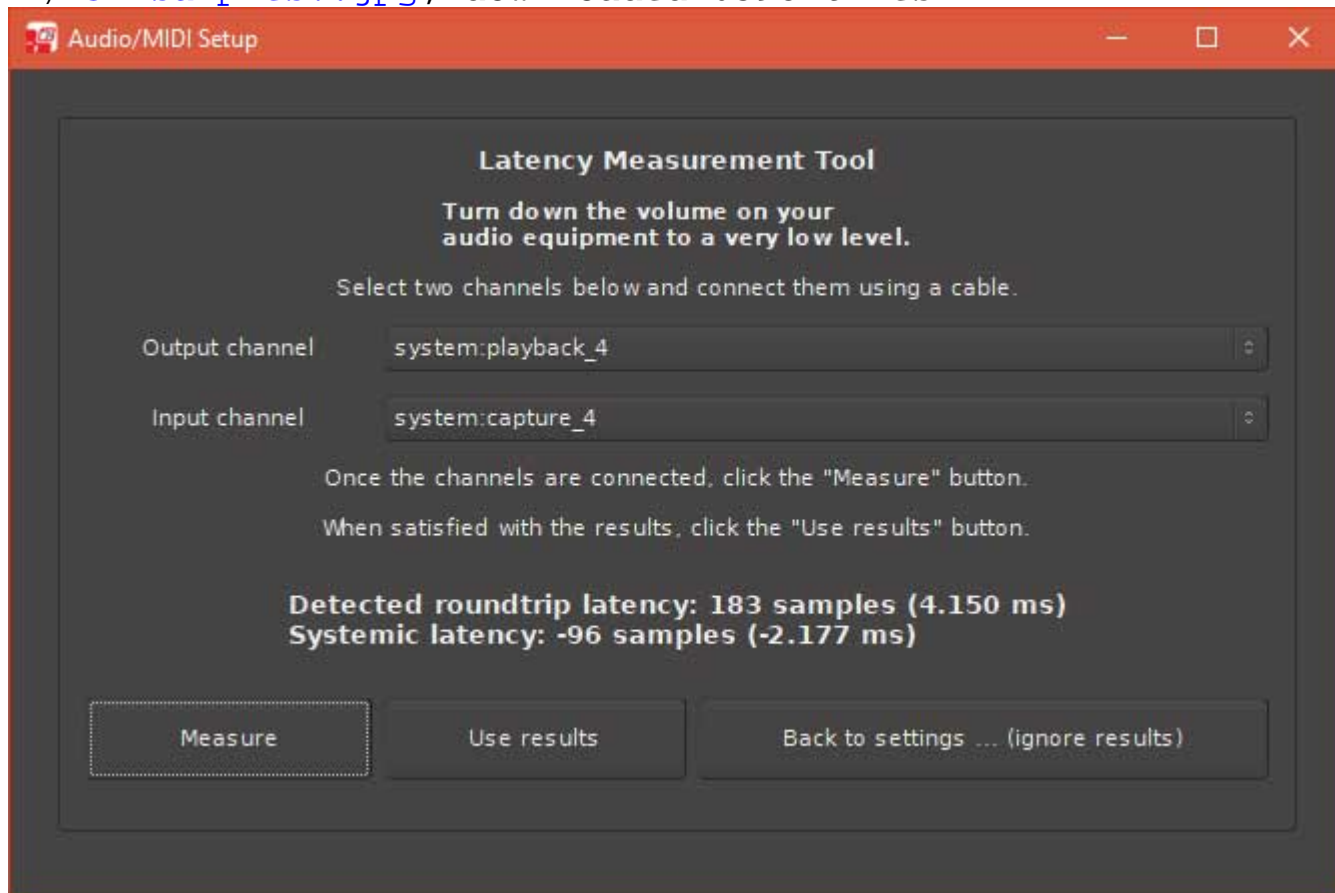 Audio/MIDI Setup
Latency Measurement Tool
Turn down the volume on your
audio equipment to a very low level.
Select two channels below and connect them using a cable.
Output channel system:playback_4
Input channel system:capture_4
Once the channels are connected, click the "Measure" button.
When satisfied with the results, click the "Use results" button.
Detected roundtrip latency: 183 samples (4.150 ms)
Systemic latency: -96 samples (-2.177 ms)
Measure Use results Back to settings ... (ignore results)